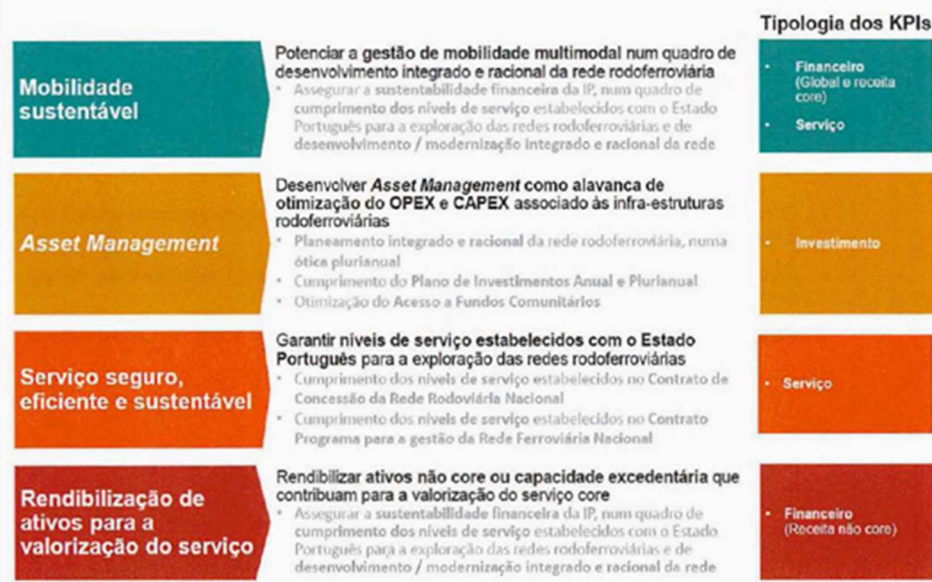 Tipologia dos KPIs
Mobilidade
sustentável
Potenciar a gestão de mobilidade multimodal num quadro de
desenvolvimento integrado e racional da rede rodoferroviária
• Assegurar a sustentabilidade financeira da IP, num quadro de
cumprimento dos níveis de serviço estabelecidos com o Estado
Português para a exploração das redes rodoferroviárias e de
desenvolvimento / modernização integrado e racional da rede
• Financeiro
(Global e receita
core)
• Serviço
Asset Management
Desenvolver Asset Management como alavanca de
otimização do OPEX e CAPEX associado às infra-estruturas
rodoferroviárias
• Planeamento integrado e racional da rede rodoferroviária, numa
ótica plurianual
• Cumprimento do Plano de Investimentos Anual e Plurianual
• Otimização do Acesso a Fundos Comunitários
• Investimento
Serviço seguro,
eficiente e sustentável
Garantir níveis de serviço estabelecidos com o Estado
Português para a exploração das redes rodoferroviárias
• Cumprimento dos níveis de serviço estabelecidos no Contrato de
Concessão da Rede Rodoviária Nacional
• Cumprimento dos níveis de serviço estabelecidos no Contrato
Programa para a gestão da Rede Ferroviária Nacional
• Serviço
Rendibilização de
ativos para a
valorização do serviço
Rendibilizar ativos não core ou capacidade excedentária que
contribuam para a valorização do serviço core
• Assegurar a sustentabilidade financeira da IP, num quadro de
cumprimento dos níveis de serviço estabelecidos com o Estado
Português para a exploração das redes rodoferroviárias e de
desenvolvimento / modernização integrado e racional da rede
• Financeiro
(Receita não core)